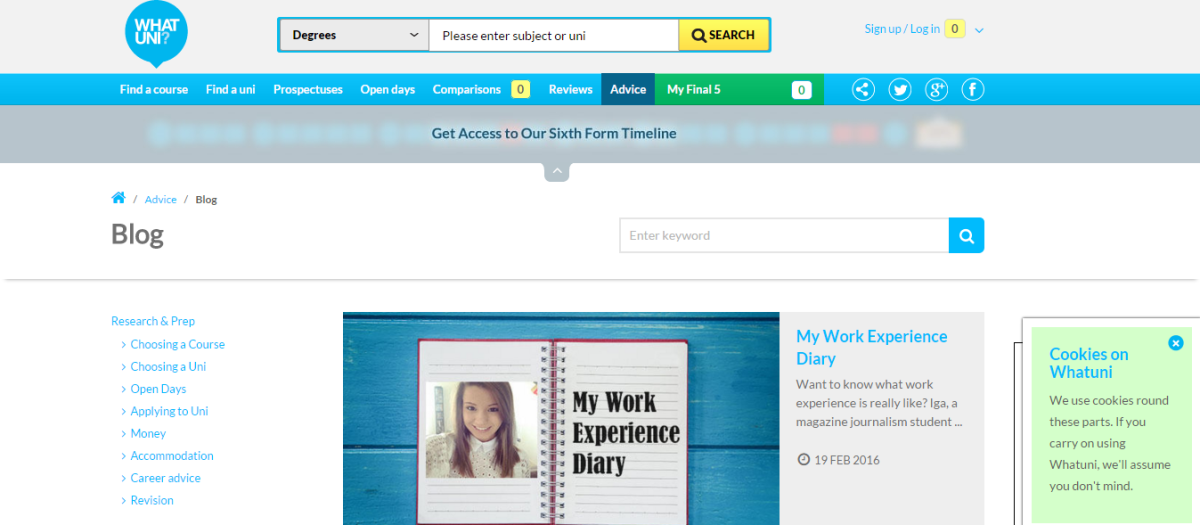 WHAT
UNI?
Degrees
Please enter subject or uni
SEARCH
Sign up / Log in 0
Find a course
Find a uni
Prospectuses
Open days
Comparisons 0
Reviews
Advice
My Final 5 0
Get Access to Our Sixth Form Timeline
/ Advice / Blog
Blog
Enter keyword
Research & Prep
Choosing a Course
Choosing a Uni
Open Days
Applying to Uni
Money
Accommodation
Career advice
Revision
My Work
Experience
Diary
My Work Experience
Diary
Want to know what work
experience is really like? Iga, a
magazine journalism student ...
19 FEB 2016
Cookies on
Whatuni
We use cookies round
these parts. If you
carry on using
Whatuni, we'll assume
you don't mind.